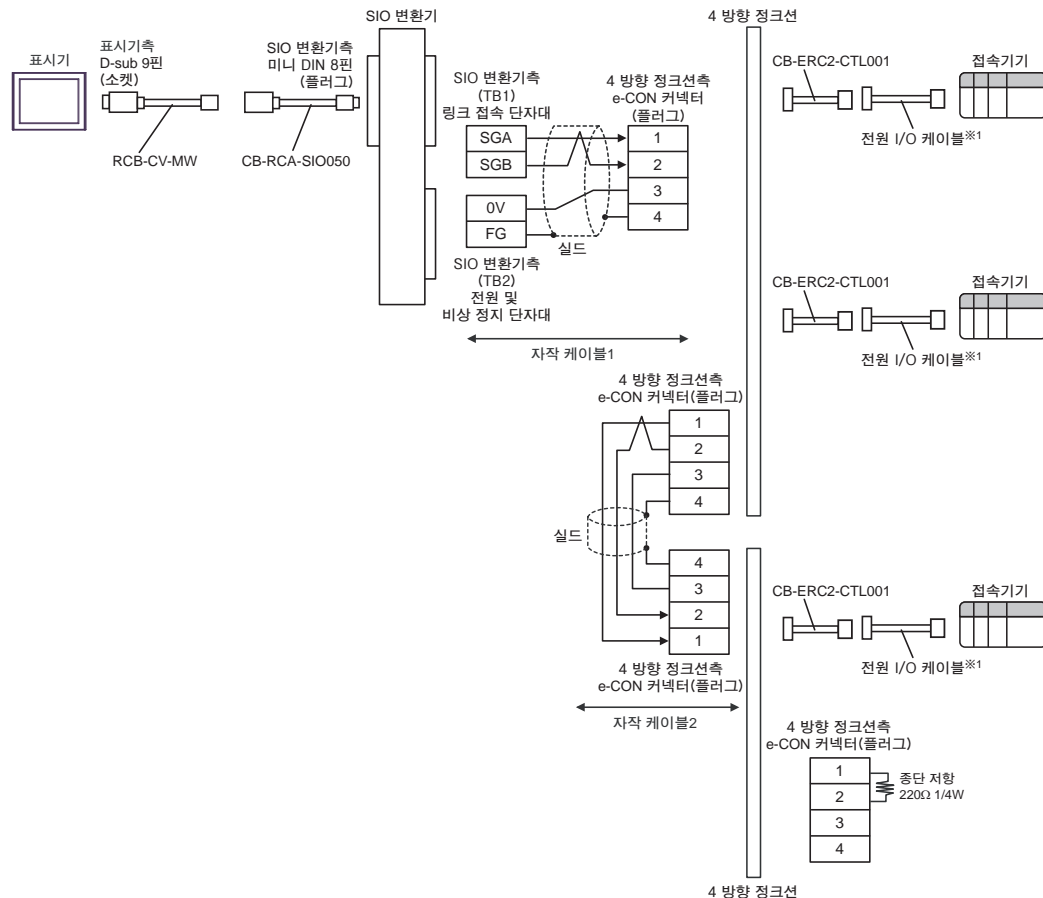 SIO 변환기
4 방향 정크션
표시기
표시기측
D-sub 9핀
(소켓)
SIO 변환기측
미니 DIN 8핀
(플러그)
RCB-CV-MW
CB-RCA-SIO050
SIO 변환기측
(TB1)
링크 접속 단자대
SGA
SGB
0V
FG
SIO 변환기측
(TB2)
전원 및
비상 정지 단자대
4 방향 정크션측
e-CON 커넥터
(플러그)
1
2
3
4
실드
자작 케이블1
CB-ERC2-CTL001
접속기기
전원 I/O 케이블※1
CB-ERC2-CTL001
접속기기
전원 I/O 케이블※1
4 방향 정크션측
e-CON 커넥터(플러그)
1
2
3
4
실드
4
3
2
1
4 방향 정크션측
e-CON 커넥터(플러그)
자작 케이블2
CB-ERC2-CTL001
접속기기
전원 I/O 케이블※1
4 방향 정크션측
e-CON 커넥터(플러그)
1
2
3
4
종단 저항
220Ω 1/4W
4 방향 정크션